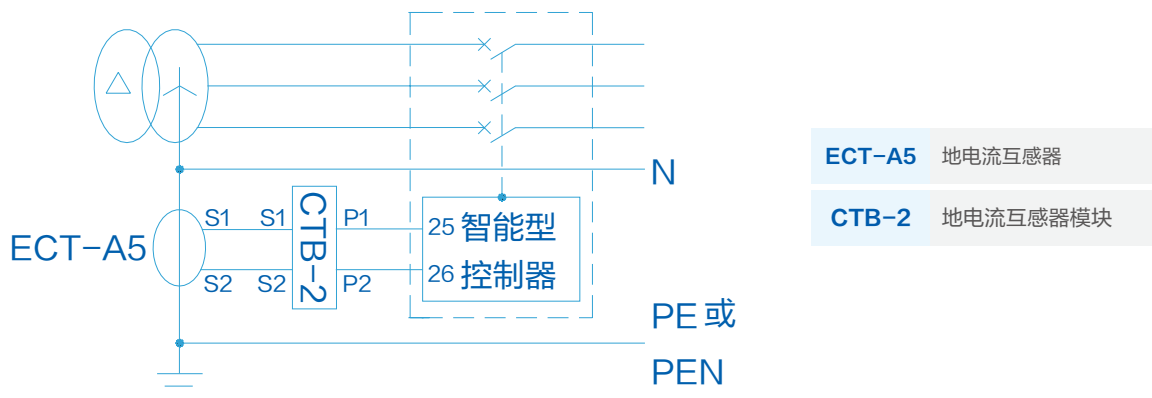 N
S1
S1
CTB-2
P1
25 智能型
ECT-A5
S2
S2
P2
26 控制器
PE 或
PEN
ECT-A5 地电流互感器
CTB-2 地电流互感器模块